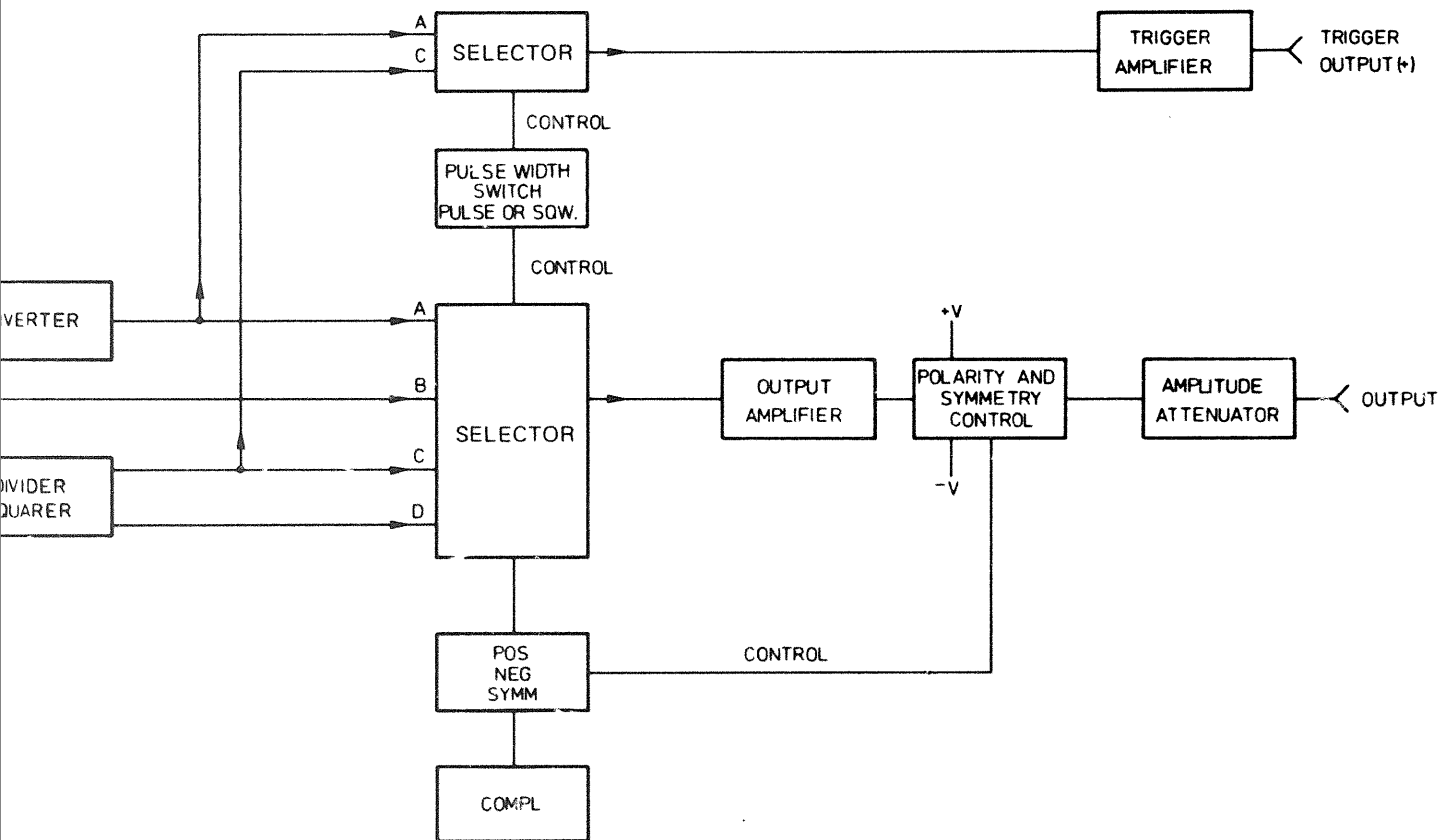 A
C
SELECTOR
TRIGGER
AMPLIFIER
TRIGGER
OUTPUT (+)
CONTROL
PULSE WIDTH
SWITCH
PULSE OR SQW.
CONTROL
VERTER
A
B
C
D
SELECTOR
OUTPUT
AMPLIFIER
+V
POLARITY AND
SYMMETRY
CONTROL
-V
AMPLITUDE
ATTENUATOR
OUTPUT
DIVIDER
QUARER
POS
NEG
SYMM
CONTROL
COMPL